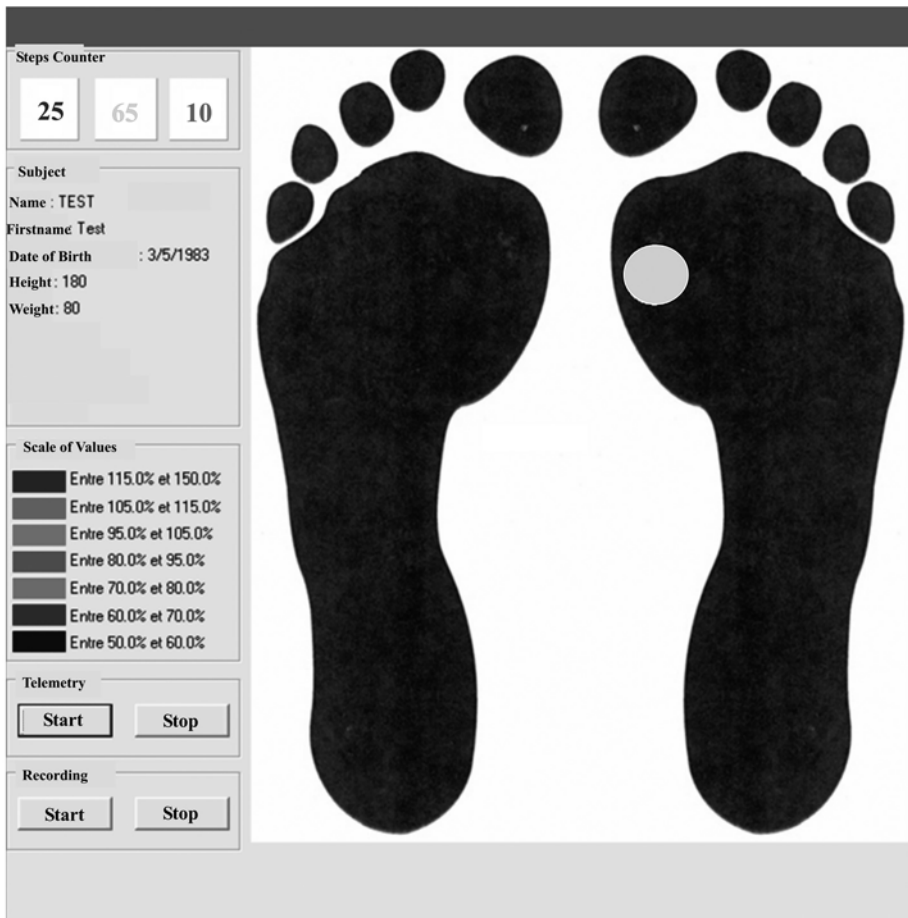 Steps Counter
25 65 10
Subject
Name : TEST
Firstname Test
Date of Birth : 3/5/1983
Height : 180
Weight : 80
Scale of Values
Entre 115.0% et 150.0%
Entre 105.0% et 115.0%
Entre 95.0% et 105.0%
Entre 80.0% et 95.0%
Entre 70.0% et 80.0%
Entre 60.0% et 70.0%
Entre 50.0% et 60.0%
Telemetry
Start Stop
Recording
Start Stop